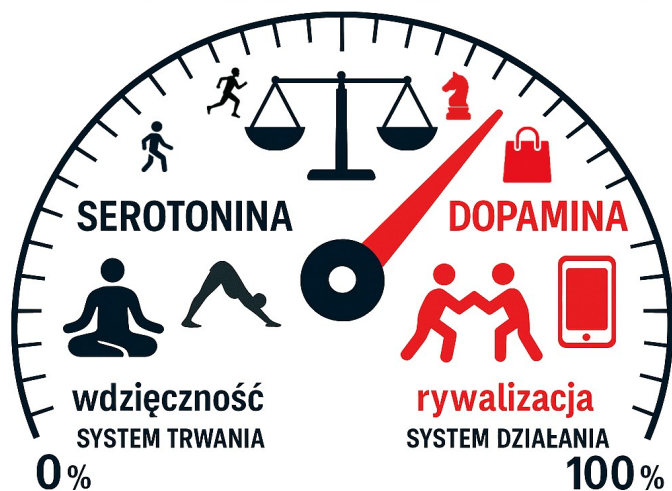 SEROTONINA
DOPAMINA
wdzięczność
SYSTEM TRWANIA
rywalizacja
SYSTEM DZIAŁANIA
0%
100%